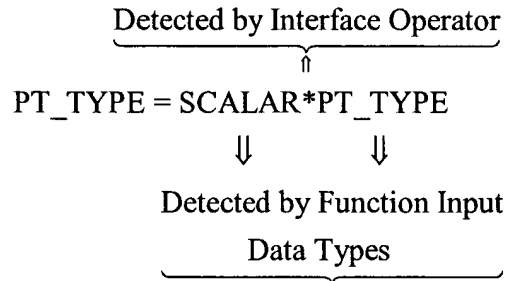 Detected by Interface Operator
⇑
PT_TYPE = SCALAR*PT_TYPE
⇓ ⇓
Detected by Function Input
Data Types